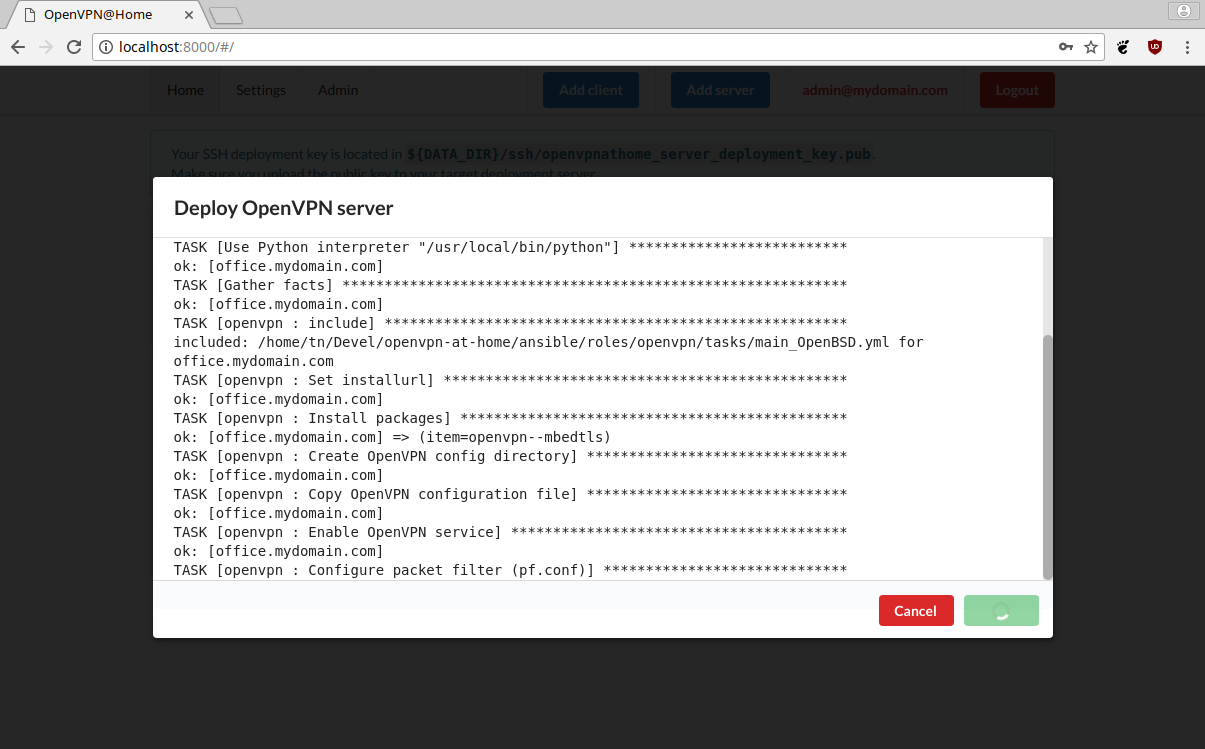 OpenVPN@Home
localhost:8000/#/
Home Settings Admin Add client Add server admin@mydomain.com Logout
Your SSH deployment key is located in ${DATA_DIR}/ssh/openvpnathome_server_deployment_key.pub.
Make sure you upload the public key to your target deployment server.
Deploy OpenVPN server
TASK [Use Python interpreter "/usr/local/bin/python"] **************************
ok: [office.mydomain.com]
TASK [Gather facts] ************************************************************
ok: [office.mydomain.com]
TASK [openvpn : include] *******************************************************
included: /home/tn/Devel/openvpn-at-home/ansible/roles/openvpn/tasks/main_OpenBSD.yml for
office.mydomain.com
TASK [openvpn : Set installurl] ************************************************
ok: [office.mydomain.com]
TASK [openvpn : Install packages] **********************************************
ok: [office.mydomain.com] => (item=openvpn--mbedtls)
TASK [openvpn : Create OpenVPN config directory] *******************************
ok: [office.mydomain.com]
TASK [openvpn : Copy OpenVPN configuration file] *******************************
ok: [office.mydomain.com]
TASK [openvpn : Enable OpenVPN service] ****************************************
ok: [office.mydomain.com]
TASK [openvpn : Configure packet filter (pf.conf)] *****************************
Cancel